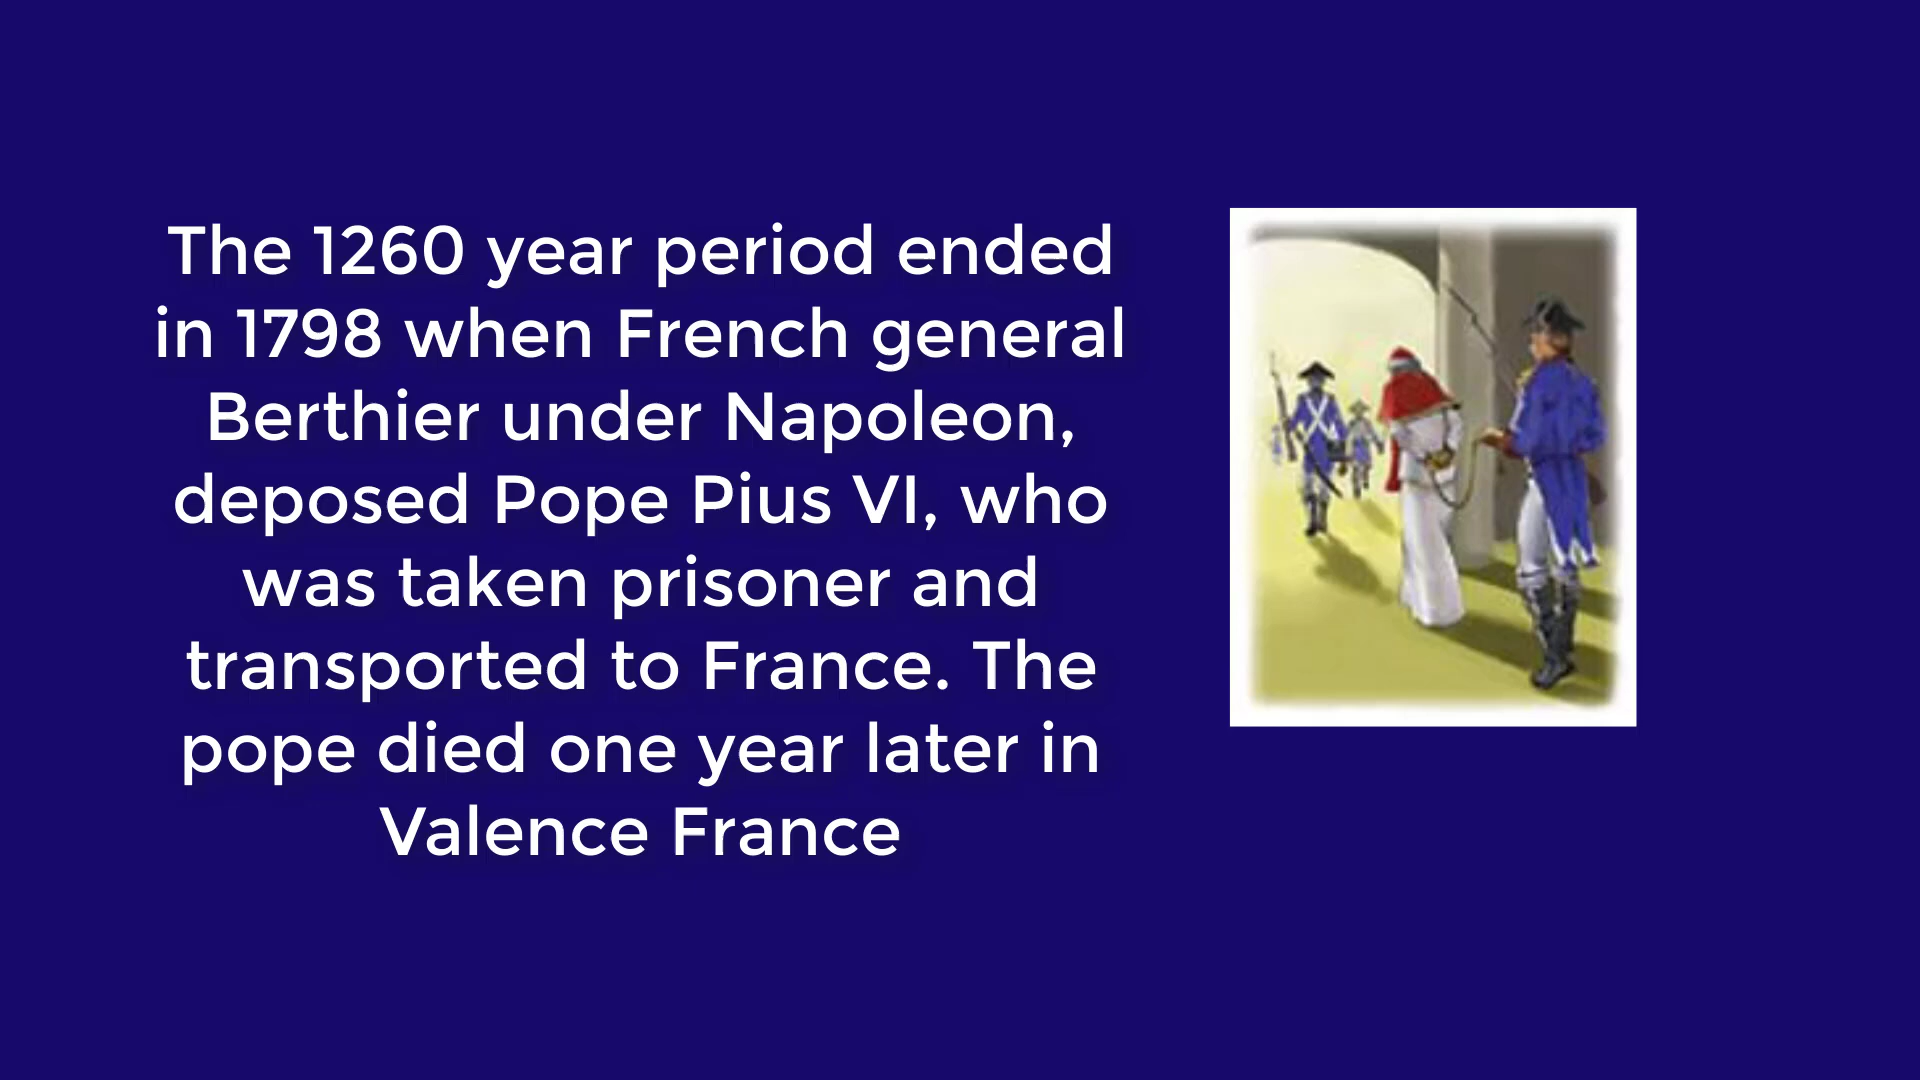 The 1260 year period ended
in 1798 when French general
Berthier under Napoleon,
deposed Pope Pius VI, who
was taken prisoner and
transported to France. The
pope died one year later in
Valence France